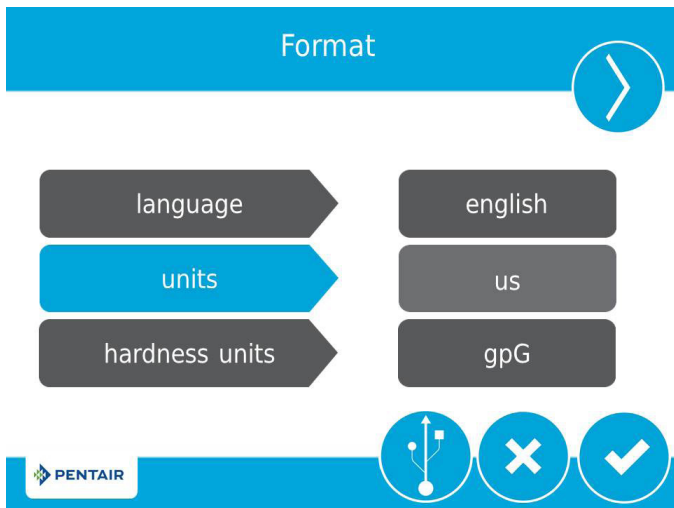 Format
language
english
units
us
hardness units
gpG
PENTAIR